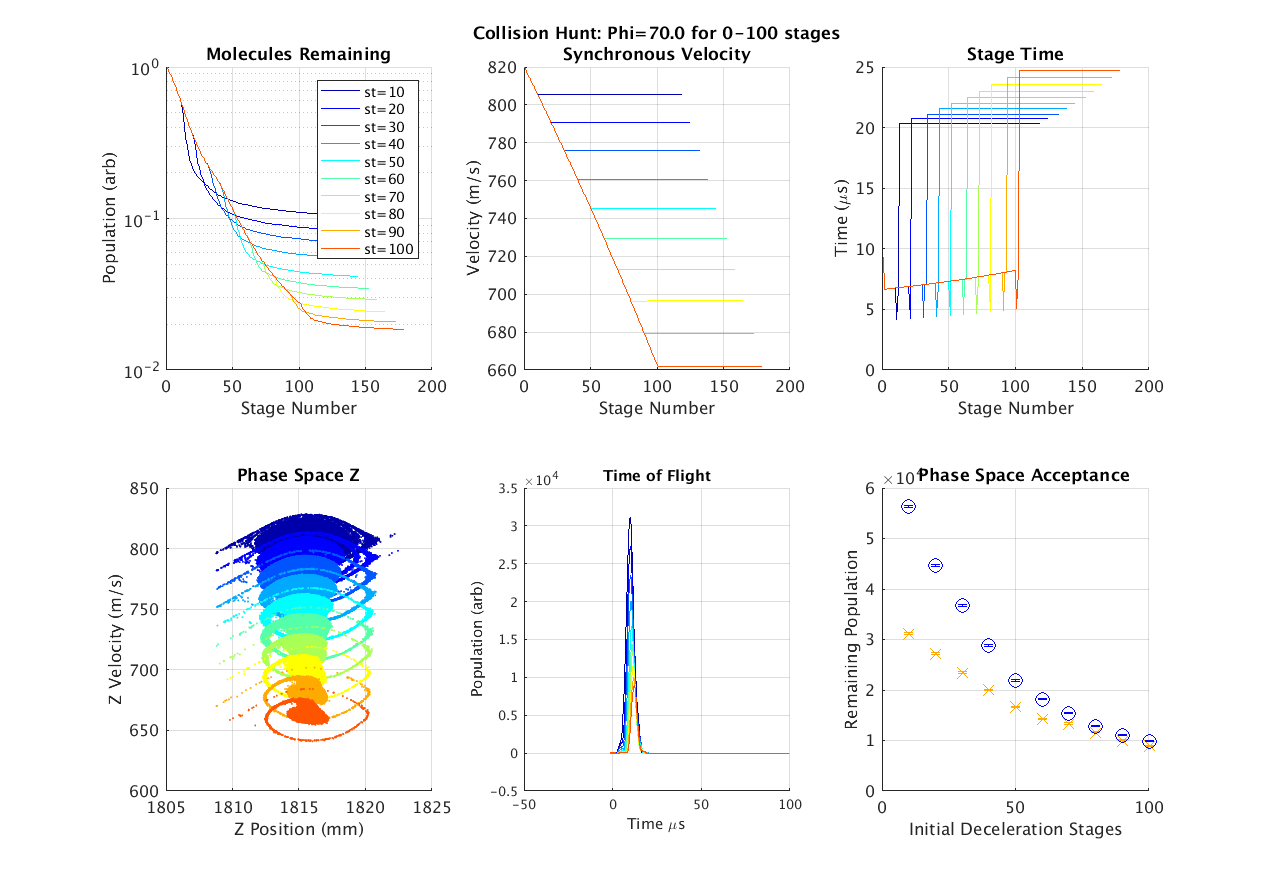 Collision Hunt: Phi=70.0 for 0-100 stages
Molecules Remaining
10^0
10^-1
10^-2
0
50
100
150
200
Population (arb)
Stage Number
st=10
st=20
st=30
st=40
st=50
st=60
st=70
st=80
st=90
st=100
Synchronous Velocity
820
800
780
760
740
720
700
680
660
0
50
100
150
200
Velocity (m/s)
Stage Number
Stage Time
25
20
15
10
5
0
0
50
100
150
200
Time (μs)
Stage Number
Phase Space Z
850
800
750
700
650
600
1805
1810
1815
1820
1825
Z Velocity (m/s)
Z Position (mm)
Time of Flight
×10^4
3.5
3
2.5
2
1.5
1
0.5
0
-0.5
-50
0
50
100
Population (arb)
Time μs
Phase Space Acceptance
×10^4
6
5
4
3
2
1
0
0
50
100
Remaining Population
Initial Deceleration Stages